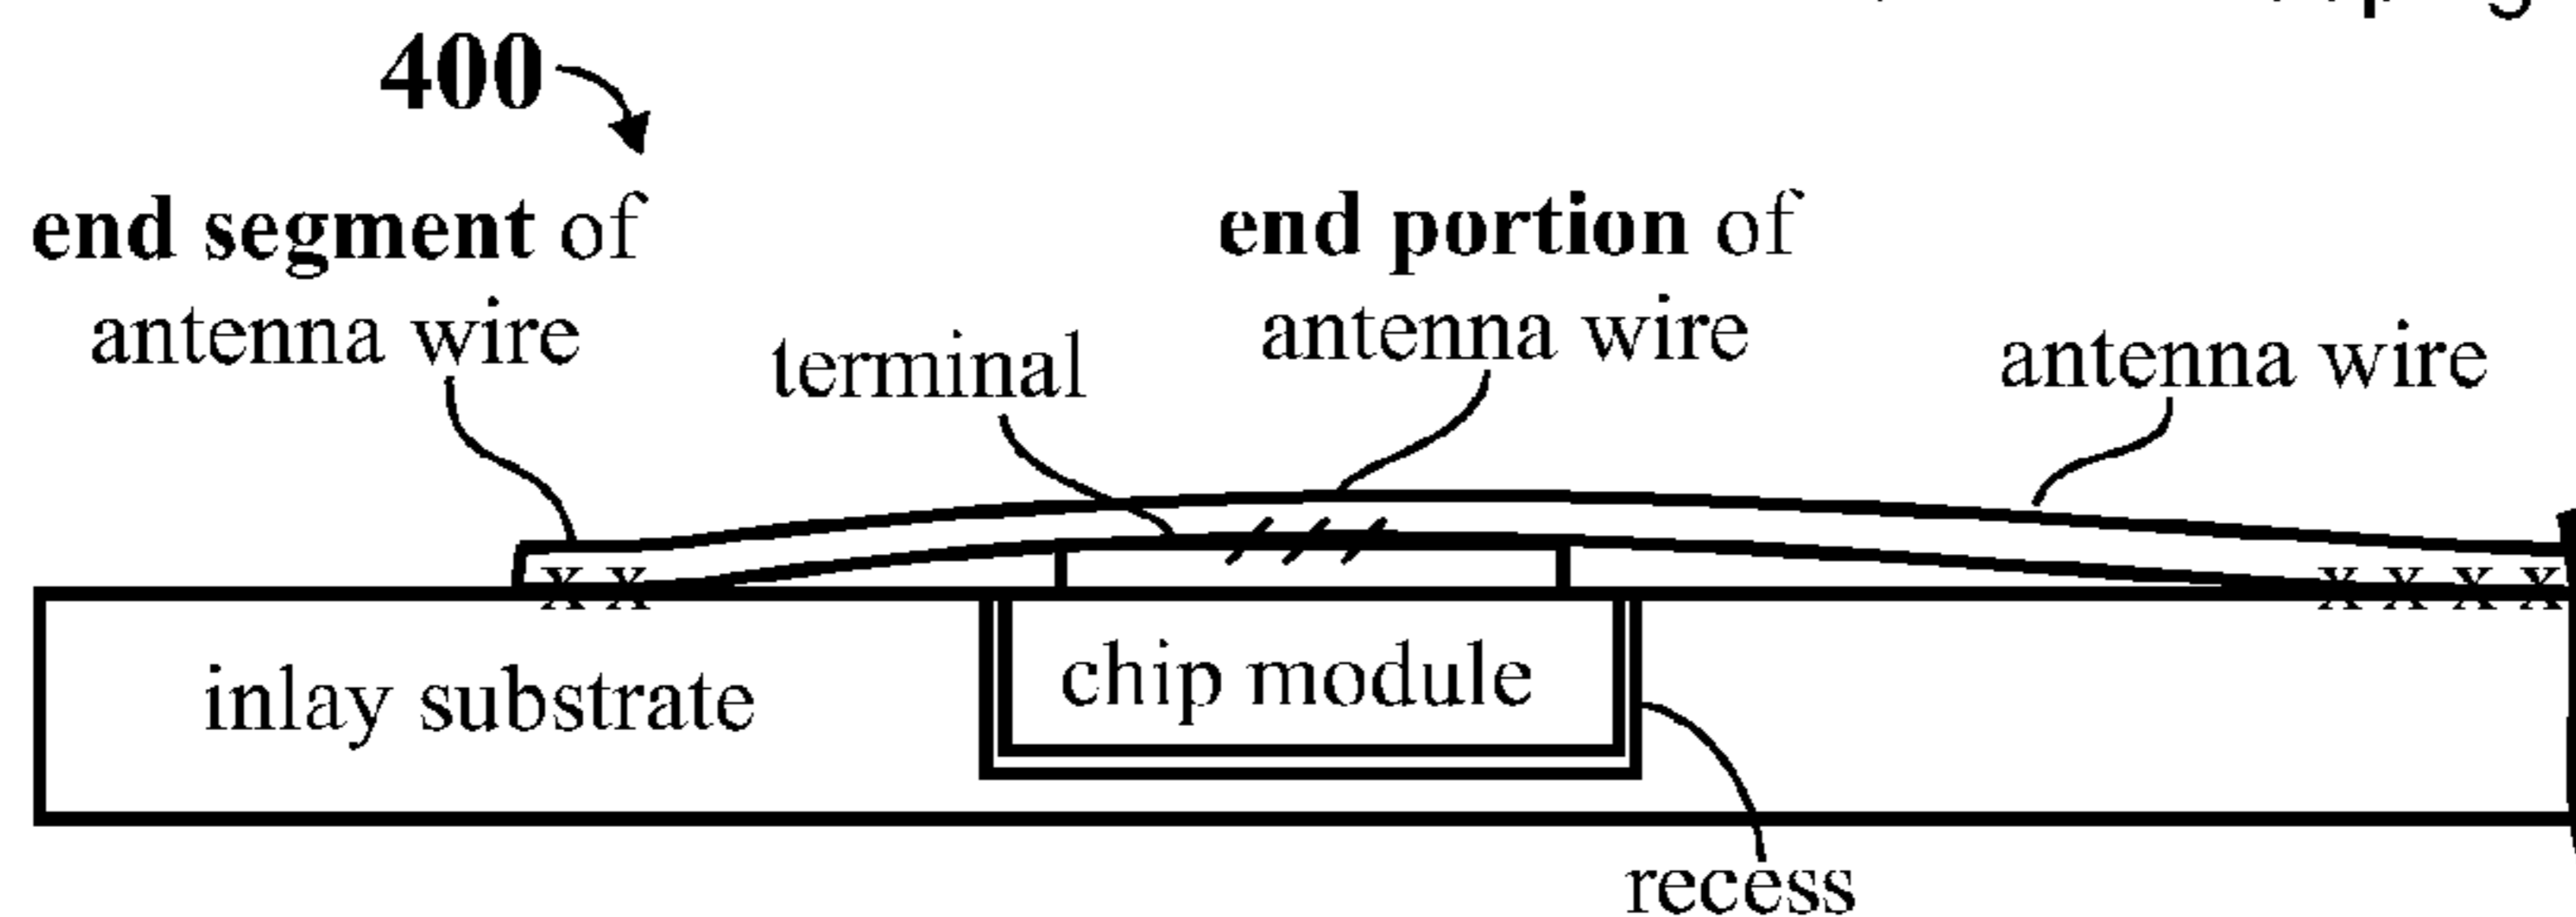 400
end segment of
antenna wire
end portion of
antenna wire
terminal
antenna wire
x x
x x x x
inlay substrate
chip module
recess